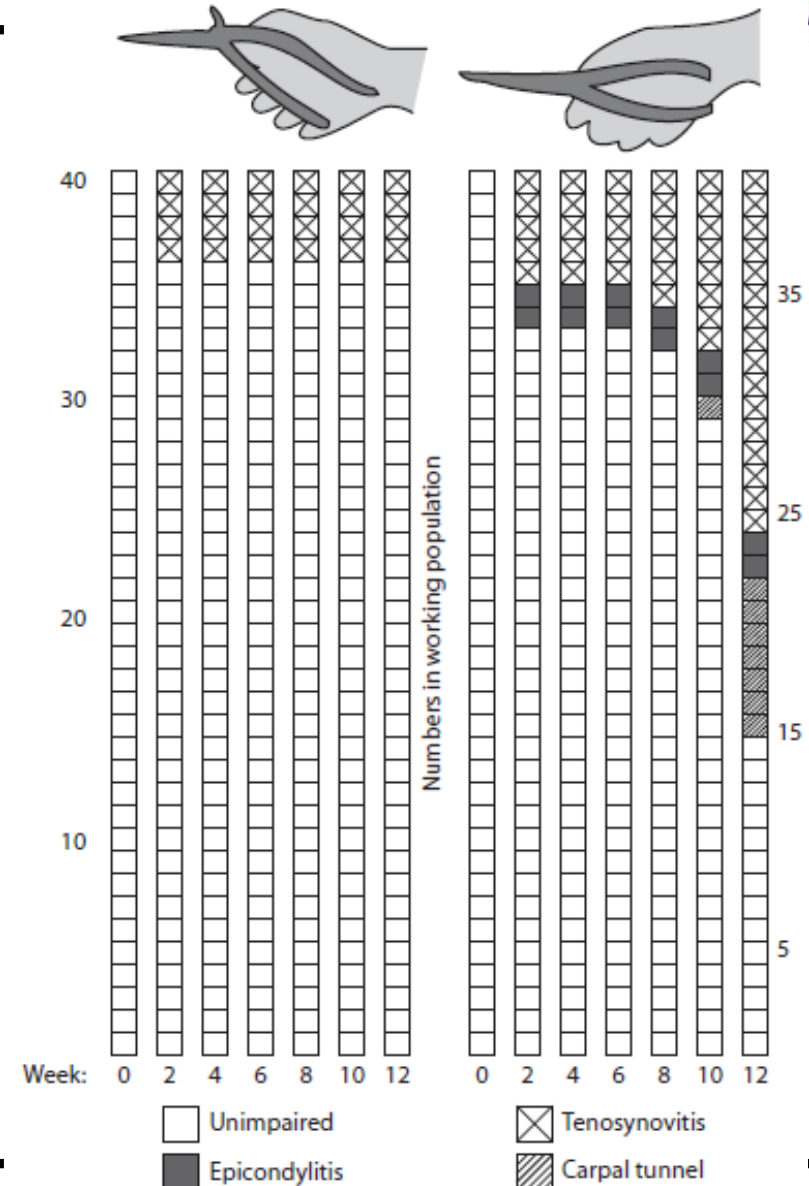 40
35
30
25
20
15
10
5
Numbers in working population
Week: 0 2 4 6 8 10 12 0 2 4 6 8 10 12
Unimpaired
Tenosynovitis
Epicondylitis
Carpal tunnel